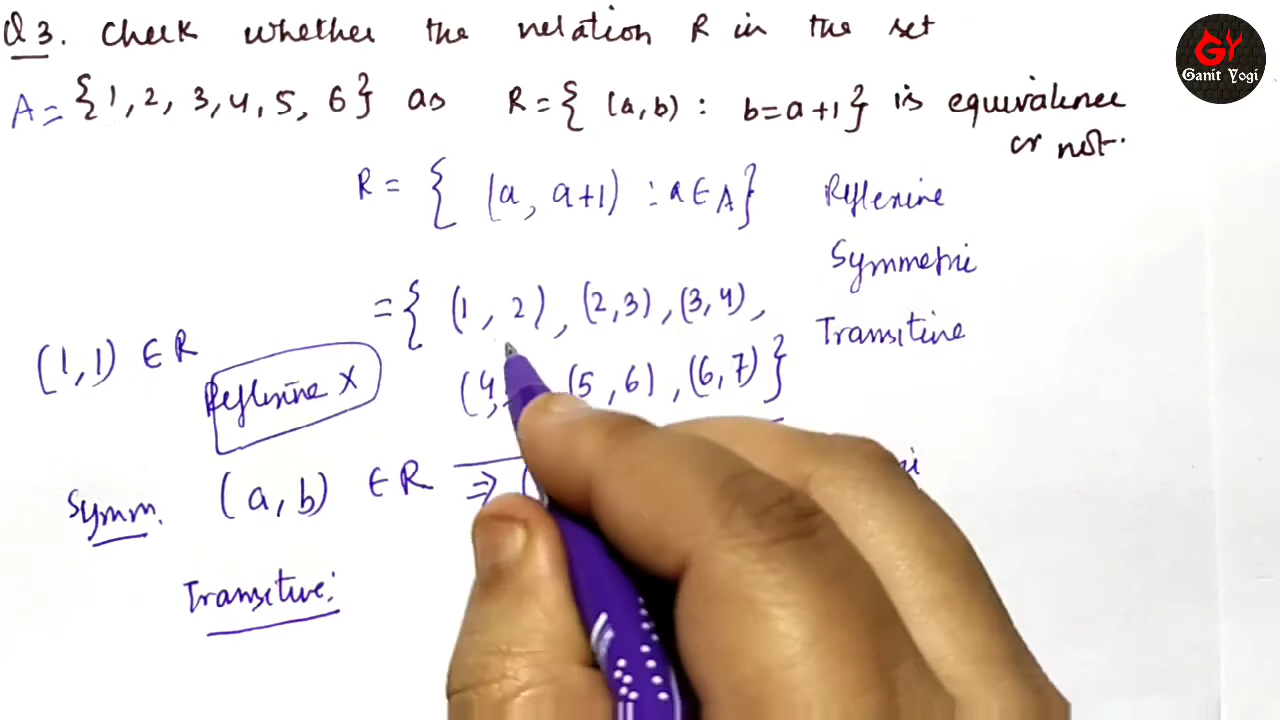 Q3. Check whether the relation R in the set
A = {1, 2, 3, 4, 5, 6} as R = { (a, b) : b = a + 1 } is equivalence
or not.
R = { (a, a+1) : a ∈ A }
Reflexive
Symmetric
Transitive
= { (1, 2), (2, 3), (3, 4),
(4, (5, 6), (6, 7) }
(1, 1) ∈ R
Reflexive X
Symm. (a, b) ∈ R ⇒ (
Transitive:
GY
Ganit Yogi